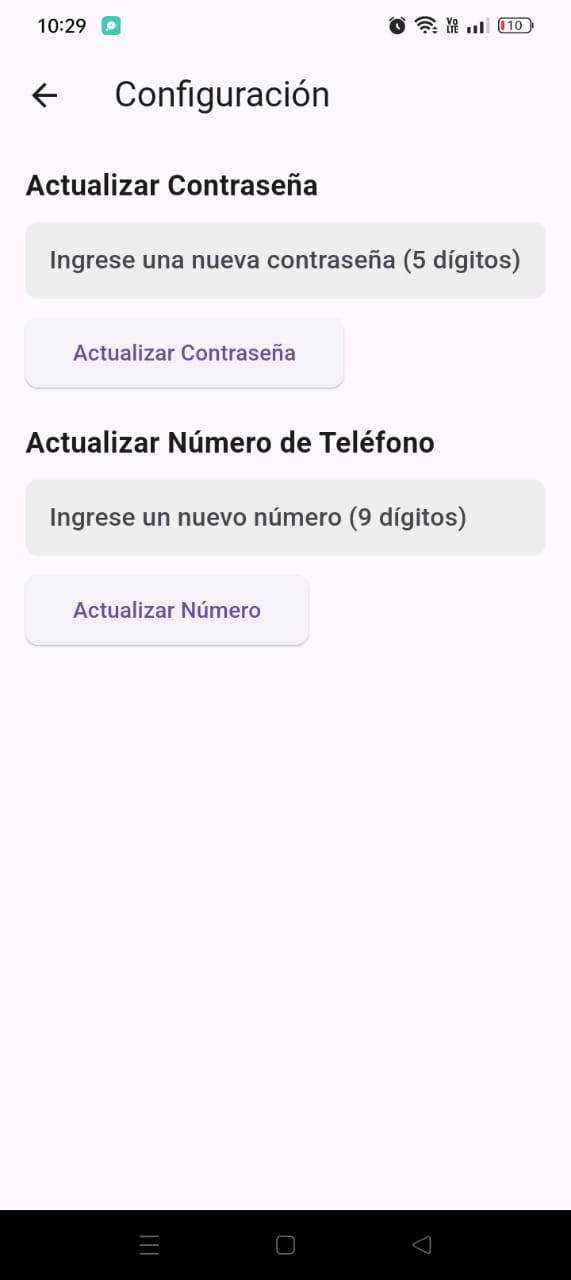 10:29
Vo LTE
10
Configuración
Actualizar Contraseña
Ingrese una nueva contraseña (5 dígitos)
Actualizar Contraseña
Actualizar Número de Teléfono
Ingrese un nuevo número (9 dígitos)
Actualizar Número